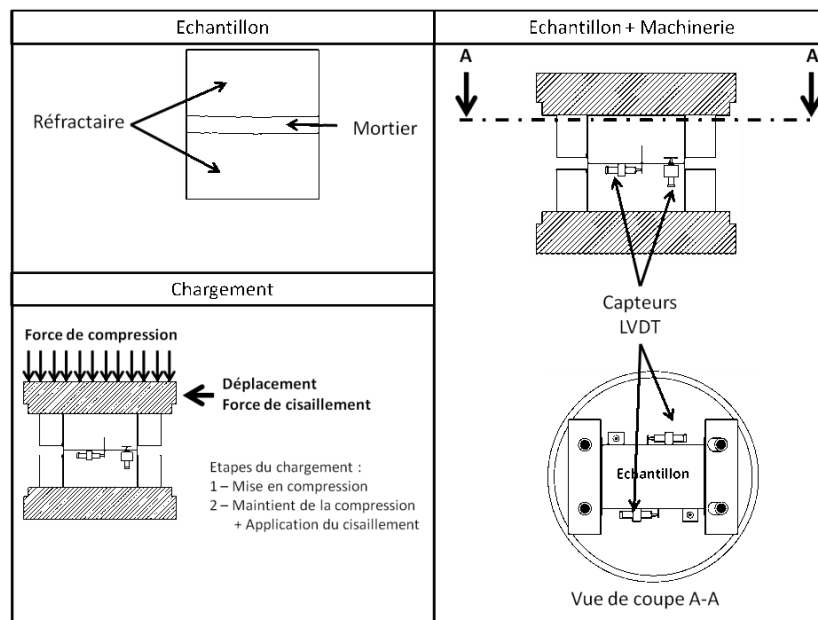 Echantillon
Réfractaire
Mortier
Chargement
Force de compression
Déplacement
Force de cisaillement
Etapes du chargement :
1 – Mise en compression
2 – Maintient de la compression
+ Application du cisaillement
Echantillon + Machinerie
A
A
Capteurs
LVDT
Echantillon
Vue de coupe A-A